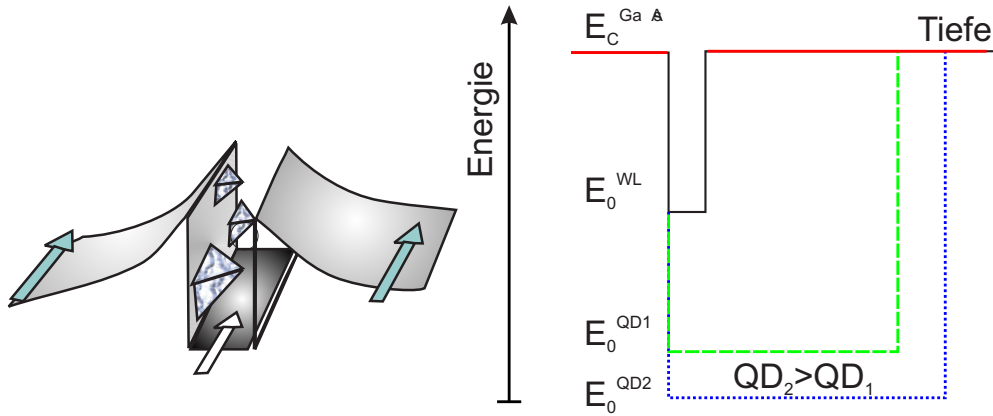 E_C^GaAs
Tiefe
Energie
E_0^WL
E_0^QD1
QD_2>QD_1
E_0^QD2